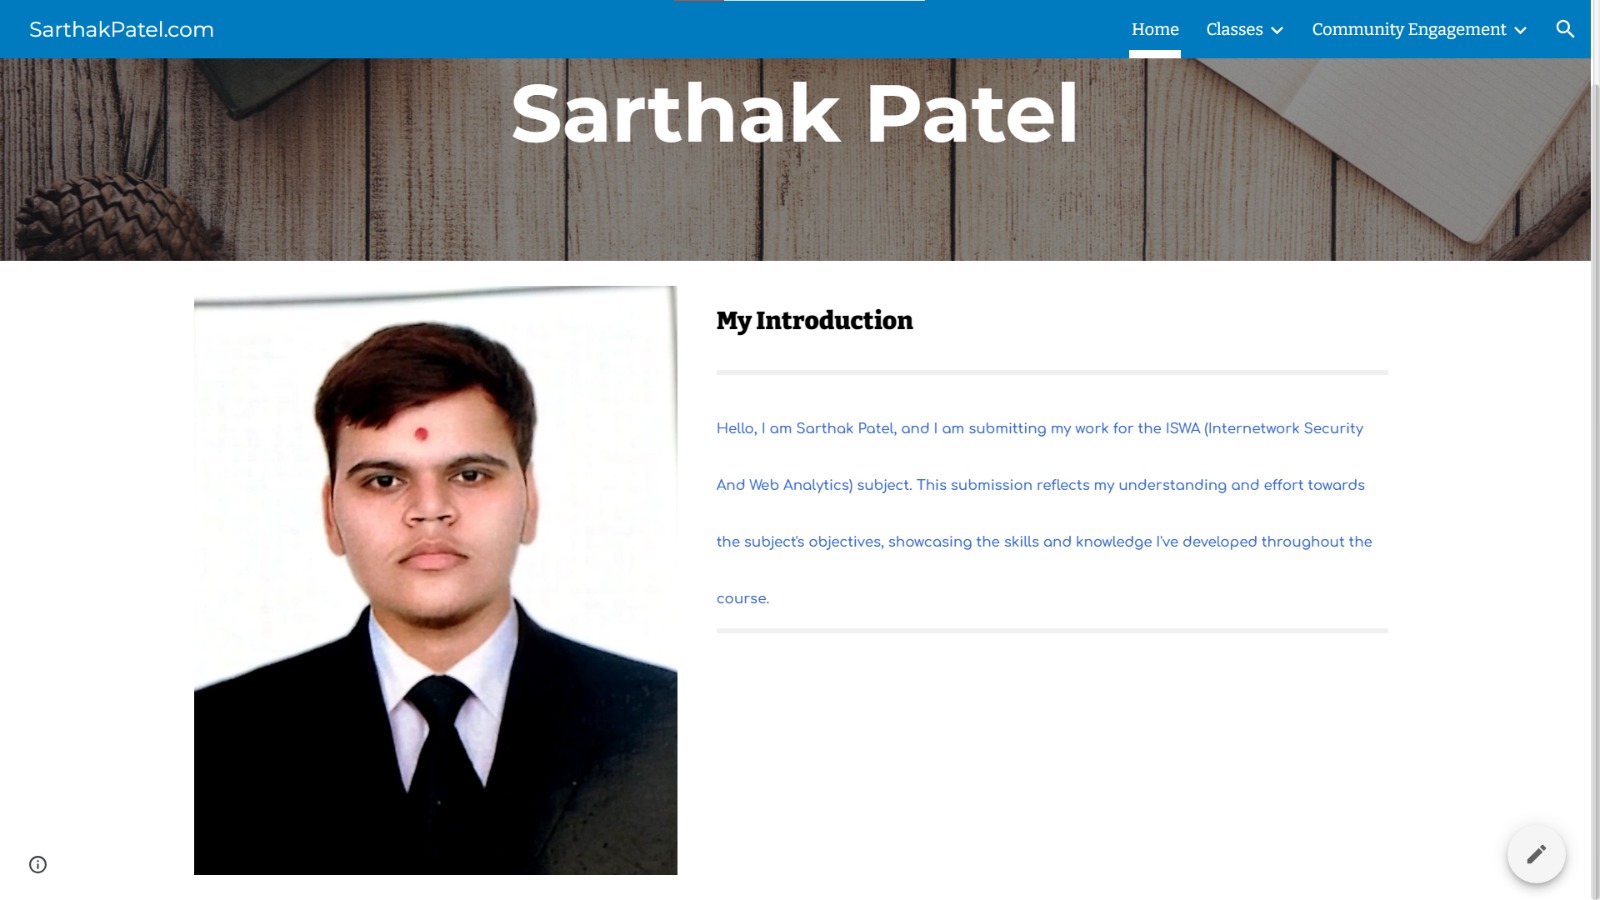 SarthakPatel.com
Home
Classes
Community Engagement
Sarthak Patel
My Introduction
Hello, I am Sarthak Patel, and I am submitting my work for the ISWA (Internetwork Security
And Web Analytics) subject. This submission reflects my understanding and effort towards
the subject's objectives, showcasing the skills and knowledge I've developed throughout the
course.